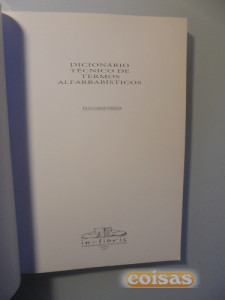 DICIONÁRIO
TÉCNICO DE
TERMOS
ALFARRABÍSTICOS
in-libris
coisas